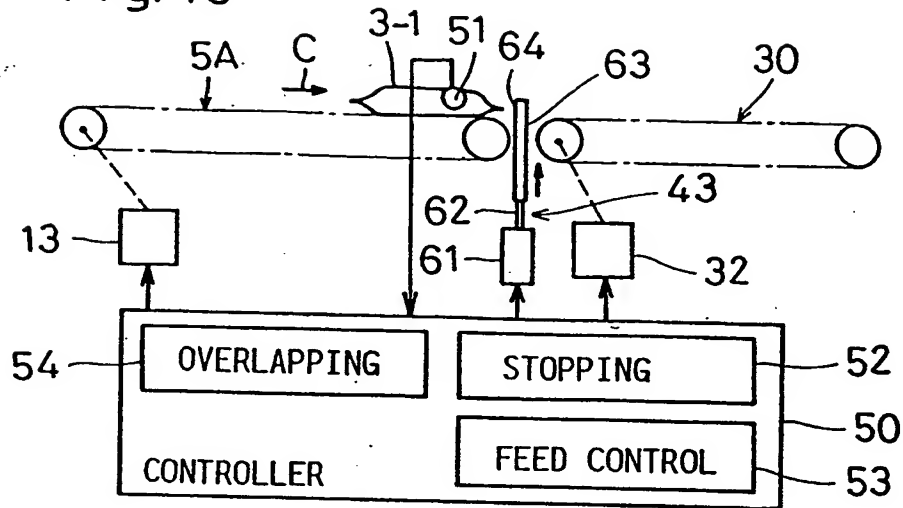 3-1
51
64
63
C
5A
30
62
43
13
61
32
54
OVERLAPPING
STOPPING
52
50
CONTROLLER
FEED CONTROL
53